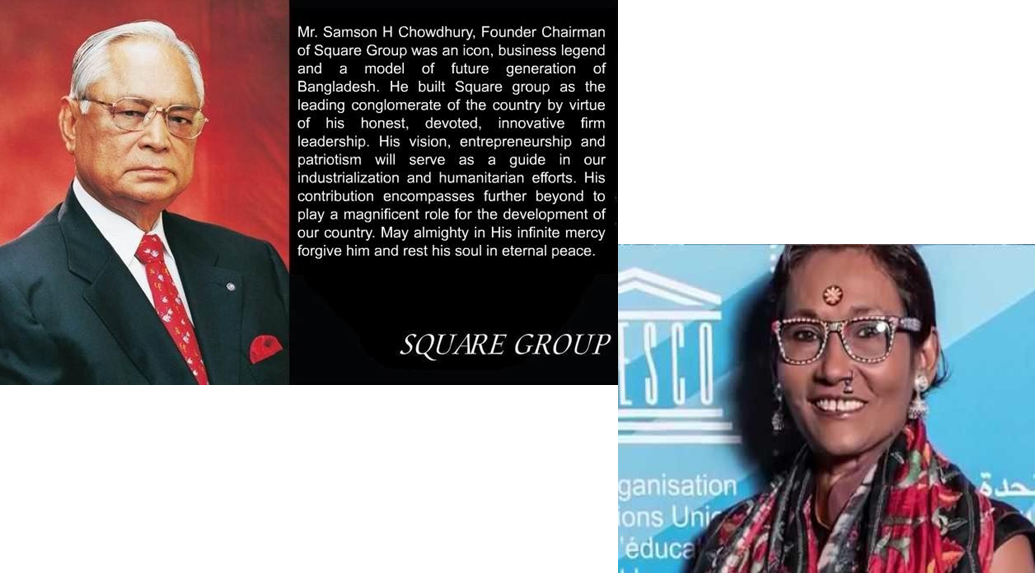 Mr. Samson H Chowdhury, Founder Chairman
of Square Group was an icon, business legend
and a model of future generation of
Bangladesh. He built Square group as the
leading conglomerate of the country by virtue
of his honest, devoted, innovative firm
leadership. His vision, entrepreneurship and
patriotism will serve as a guide in our
industrialization and humanitarian efforts. His
contribution encompasses further beyond to
play a magnificent role for the development of
our country. May almighty in His infinite mercy
forgive him and rest his soul in eternal peace.
SQUARE GROUP
ESCO
ganisation
ions Unie
l'éduca